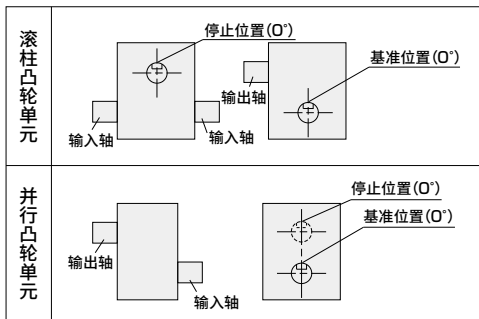 滚柱凸轮单元
停止位置(0°)
基准位置(0°)
输出轴
输入轴
输入轴
并行凸轮单元
停止位置(0°)
基准位置(0°)
输出轴
输入轴